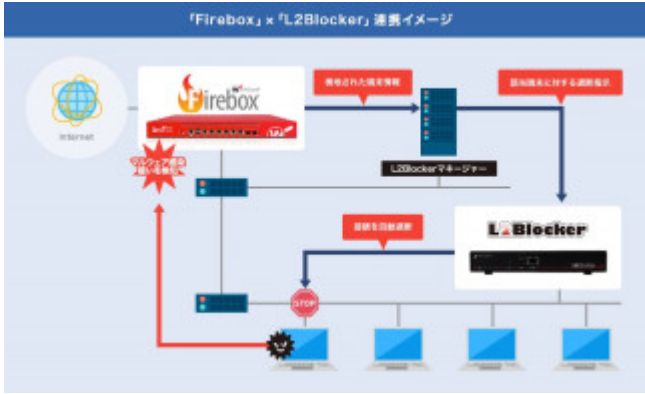 「Firebox」×「L2Blocker」連携イメージ
Firebox
検知された端末情報
該当端末に対する遮断指示
Internet
マルウェア感染
疑いを検知
L2Blockerマネージャー
L2Blocker
接続を自動遮断
STOP